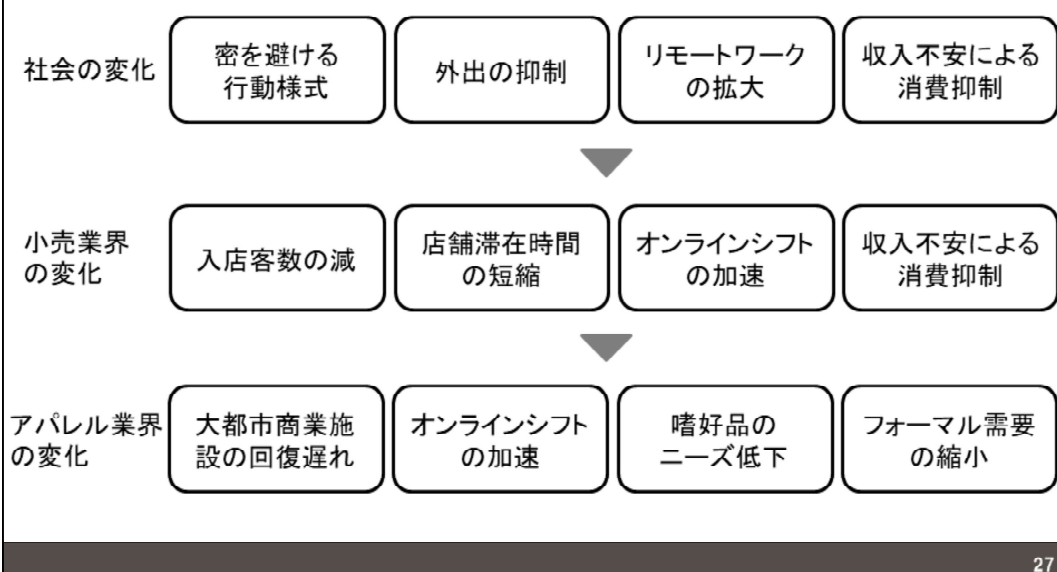 社会の変化
密を避ける
行動様式
外出の抑制
リモートワーク
の拡大
収入不安による
消費抑制
小売業界
の変化
入店客数の減
店舗滞在時間
の短縮
オンラインシフト
の加速
収入不安による
消費抑制
アパレル業界
の変化
大都市商業施
設の回復遅れ
オンラインシフト
の加速
嗜好品の
ニーズ低下
フォーマル需要
の縮小
27